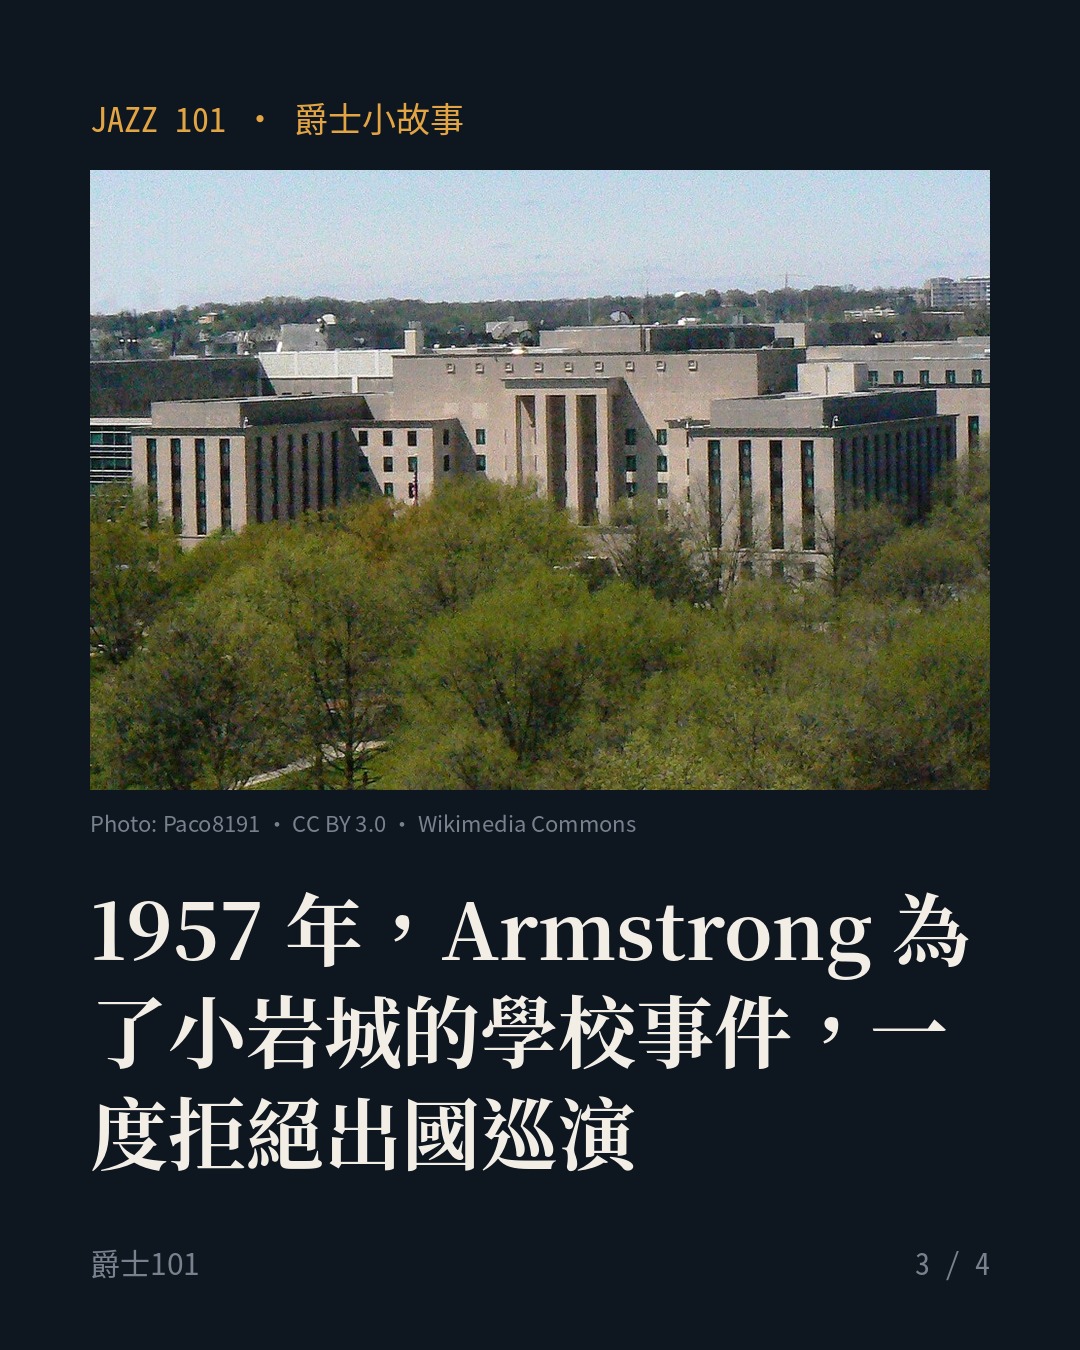 JAZZ 101 • 爵士小故事
Photo: Paco8191 • CC BY 3.0 • Wikimedia Commons
1957 年，Armstrong 為
了小岩城的學校事件，一
度拒絕出國巡演
爵士101
3 / 4